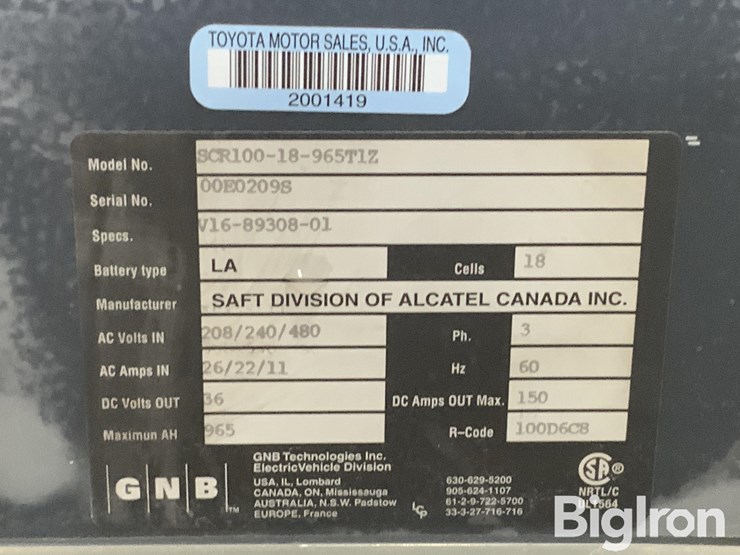 TOYOTA MOTOR SALES, U.S.A., INC.
2001419
Model No. SCR100-18-965T1Z
Serial No. 00E0209S
Specs. V16-89308-01
Battery type LA Cells 18
Manufacturer SAFT DIVISION OF ALCATEL CANADA INC.
AC Volts IN 208/240/480 Ph. 3
AC Amps IN 26/22/11 Hz 60
DC Volts OUT 36 DC Amps OUT Max. 150
Maximun AH 965 R-Code 100D6C8
GNB Technologies Inc.
ElectricVehicle Division
USA, IL, Lombard 630-629-5200
CANADA, ON, Mississauga 905-624-1107
AUSTRALIA, N.S.W. Padstow 61-2-9-722-5700
EUROPE, France 33-3-27-716-716
GNB
LCP
SA ®
NRTL/C
BigIron